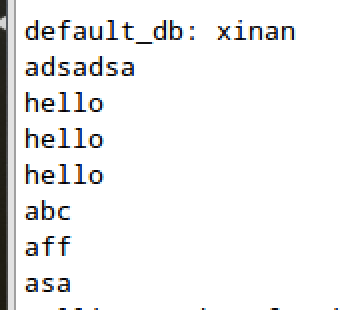 default_db: xinan
adsadsa
hello
hello
hello
abc
aff
asa